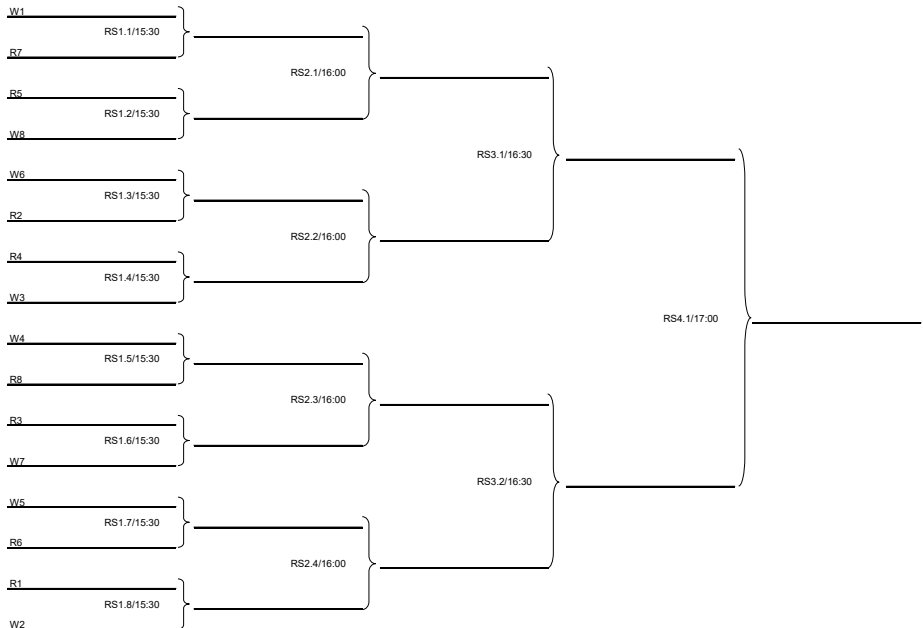 W1
RS1.1/15:30
R7
RS2.1/16:00
R5
RS1.2/15:30
W8
RS3.1/16:30
W6
RS1.3/15:30
R2
RS2.2/16:00
R4
RS1.4/15:30
W3
RS4.1/17:00
W4
RS1.5/15:30
R8
RS2.3/16:00
R3
RS1.6/15:30
W7
RS3.2/16:30
W5
RS1.7/15:30
R6
RS2.4/16:00
R1
RS1.8/15:30
W2